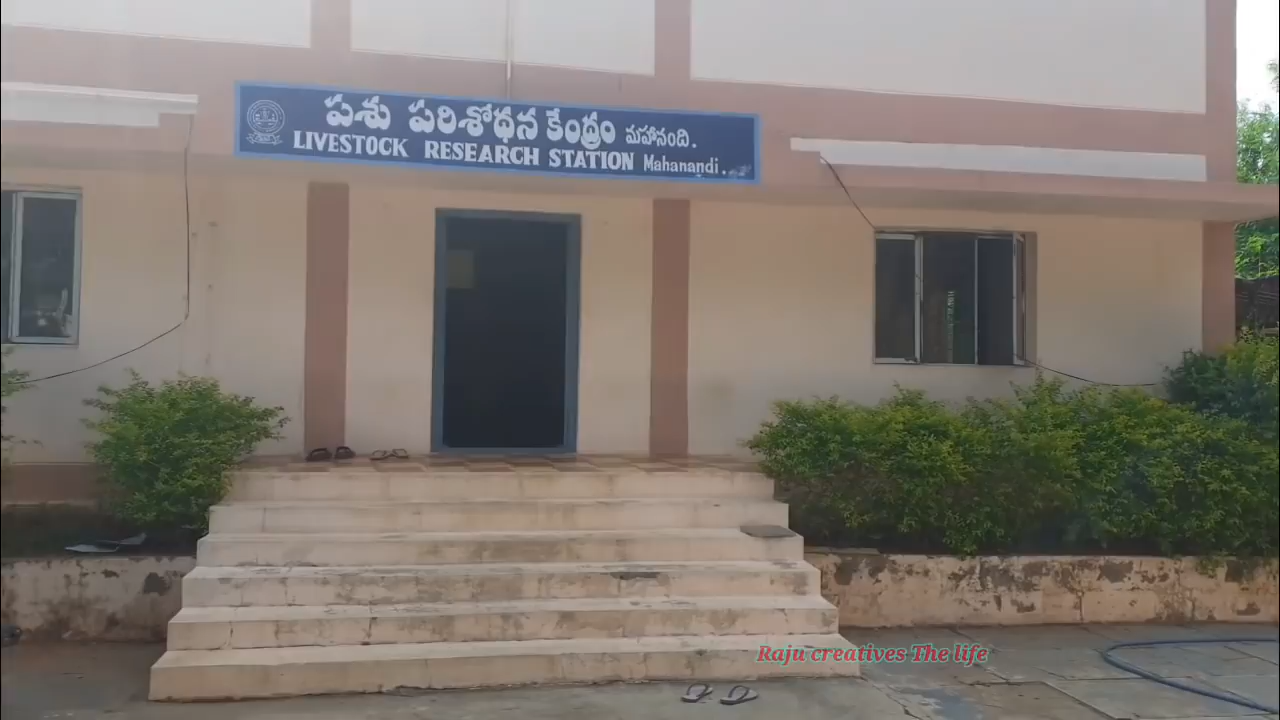 పశు పరిశోధన కేంద్రం మహానంది.
LIVESTOCK RESEARCH STATION Mahanandi.
Raju creatives The life